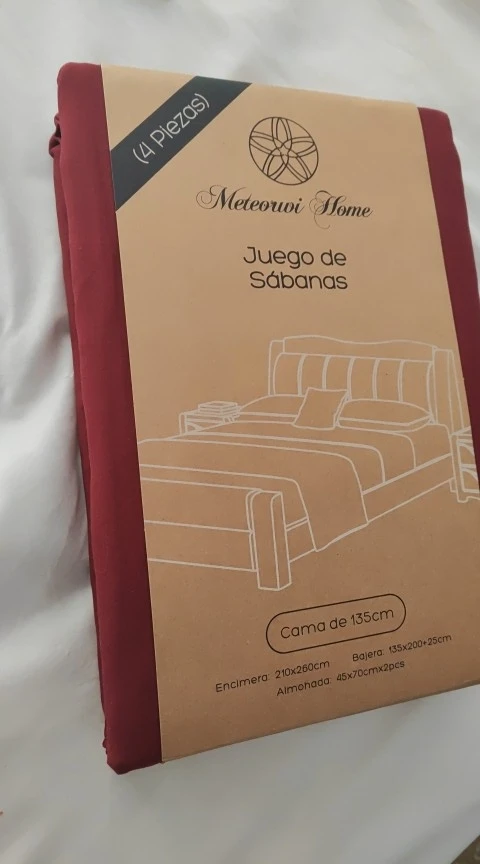 (4 Piezas)
Meteorwi Home
Juego de
Sábanas
Cama de 135cm
Encimera: 210x260cm Bajera: 135x200+25cm
Almohada: 45x70cmx2pcs